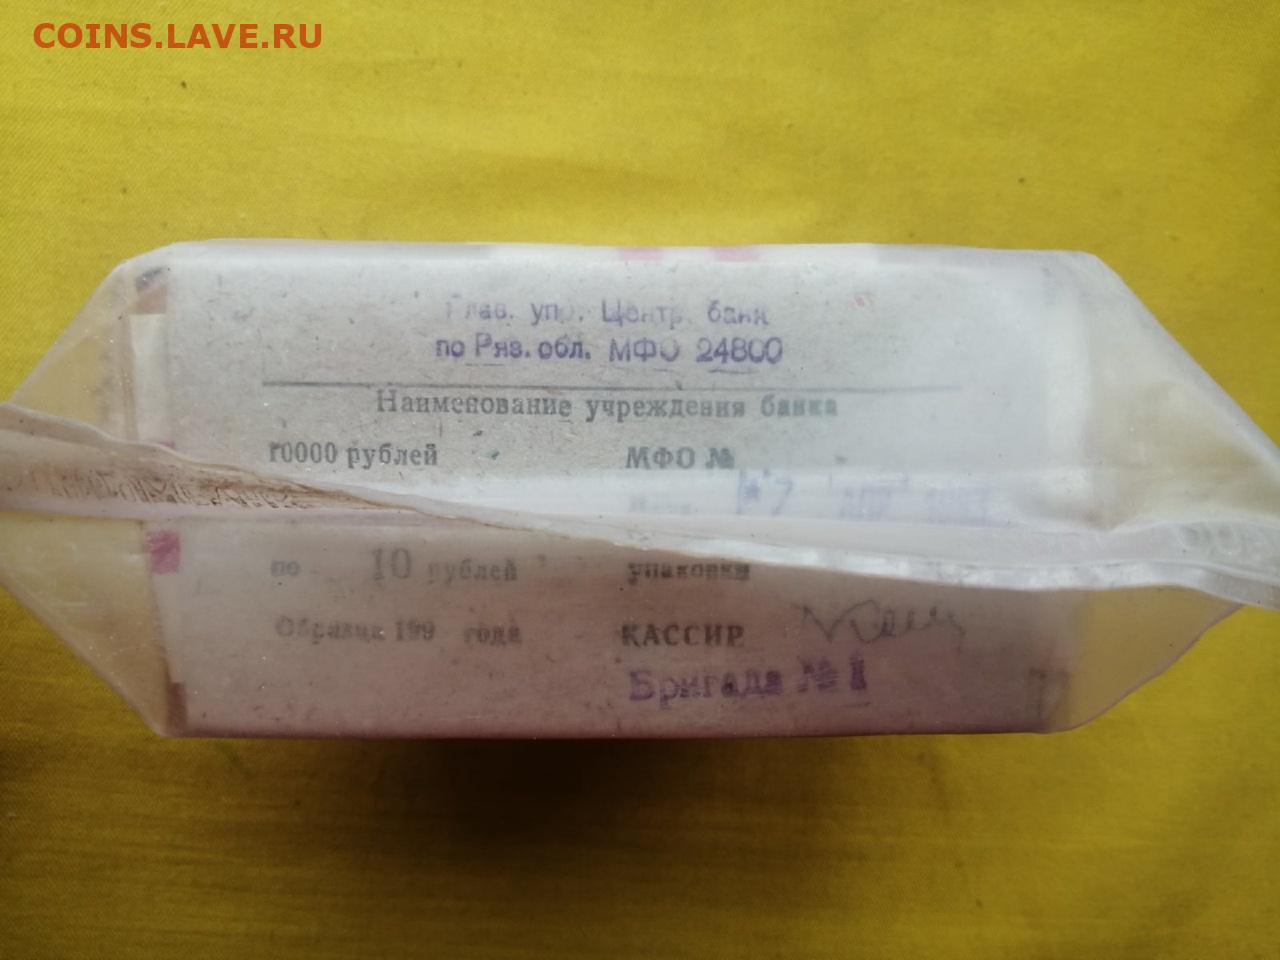 COINS.LAVE.RU
Глав. упр. Центр. банк
по Ряз. обл. МФО 24800
Наименование учреждения банка
10000 рублей МФО №
по 10 рублей упаковки
Образца 199 года КАССИР
Бригада № 1